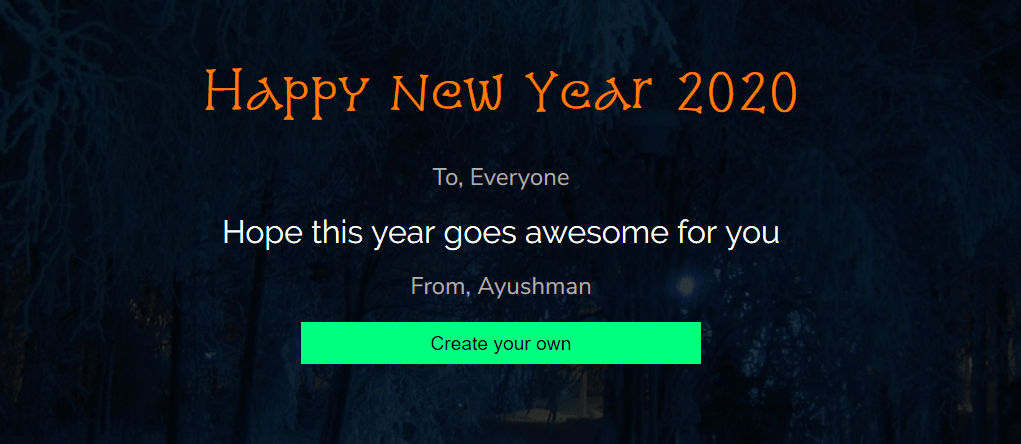 Happy New Year 2020
To, Everyone
Hope this year goes awesome for you
From, Ayushman
Create your own